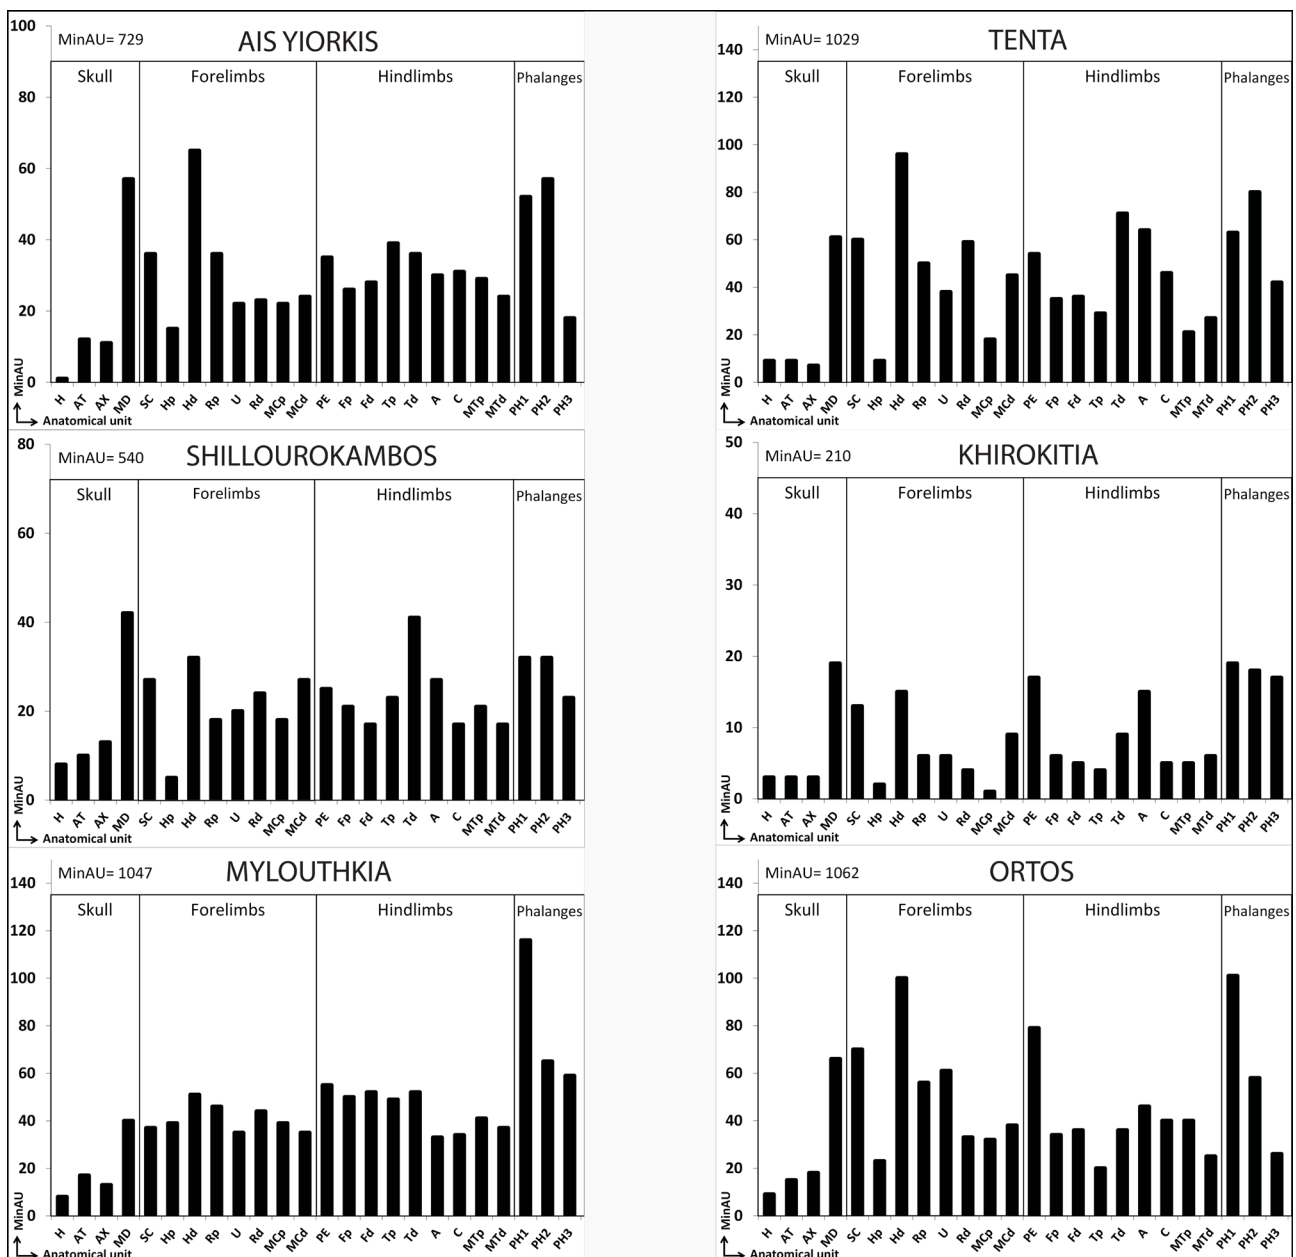 MinAU= 729 AIS YIORKIS
Skull Forelimbs Hindlimbs Phalanges
100
80
60
40
20
0
MinAU
H AT AX MD SC Hp Hd Rp U Rd MCp MCd PE Fp Fd Tp Td A C MTp MTd PH1 PH2 PH3
Anatomical unit
MinAU= 1029 TENTA
Skull Forelimbs Hindlimbs Phalanges
140
120
100
80
60
40
20
0
MinAU
H AT AX MD SC Hp Hd Rp U Rd MCp MCd PE Fp Fd Tp Td A C MTp MTd PH1 PH2 PH3
Anatomical unit
MinAU= 540 SHILLOUROKAMBOS
Skull Forelimbs Hindlimbs Phalanges
80
60
40
20
0
MinAU
H AT AX MD SC Hp Hd Rp U Rd MCp MCd PE Fp Fd Tp Td A C MTp MTd PH1 PH2 PH3
Anatomical unit
MinAU= 210 KHIROKITIA
Skull Forelimbs Hindlimbs Phalanges
50
40
30
20
10
0
MinAU
H AT AX MD SC Hp Hd Rp U Rd MCp MCd PE Fp Fd Tp Td A C MTp MTd PH1 PH2 PH3
Anatomical unit
MinAU= 1047 MYLOUTHKIA
Skull Forelimbs Hindlimbs Phalanges
140
120
100
80
60
40
20
0
MinAU
H AT AX MD SC Hp Hd Rp U Rd MCp MCd PE Fp Fd Tp Td A C MTp MTd PH1 PH2 PH3
Anatomical unit
MinAU= 1062 ORTOS
Skull Forelimbs Hindlimbs Phalanges
140
120
100
80
60
40
20
0
MinAU
H AT AX MD SC Hp Hd Rp U Rd MCp MCd PE Fp Fd Tp Td A C MTp MTd PH1 PH2 PH3
Anatomical unit